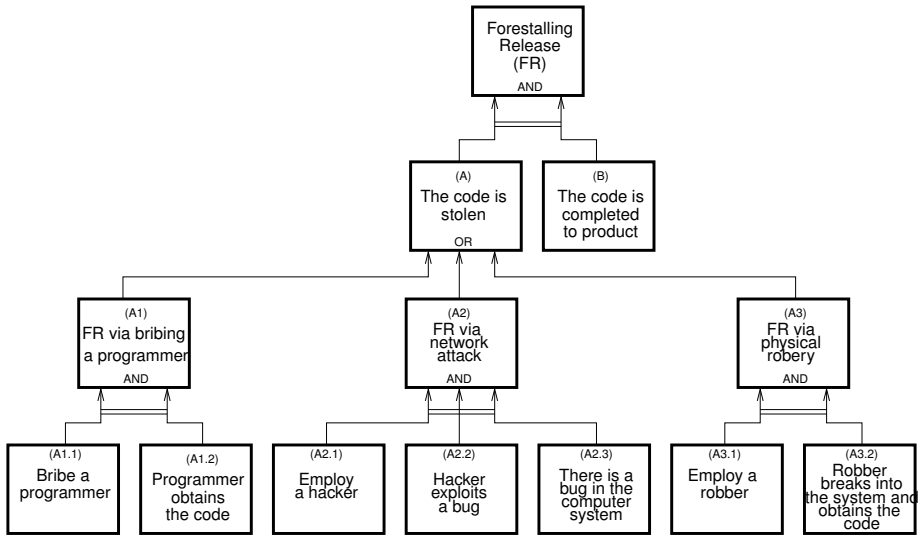 Forestalling
Release
(FR)
AND
(A)
The code is
stolen
OR
(B)
The code is
completed
to product
(A1)
FR via bribing
a programmer
AND
(A2)
FR via
network
attack
AND
(A3)
FR via
physical
robery
AND
(A1.1)
Bribe a
programmer
(A1.2)
Programmer
obtains
the code
(A2.1)
Employ
a hacker
(A2.2)
Hacker
exploits
a bug
(A2.3)
There is a
bug in the
computer
system
(A3.1)
Employ a
robber
(A3.2)
Robber
breaks into
the system and
obtains the
code